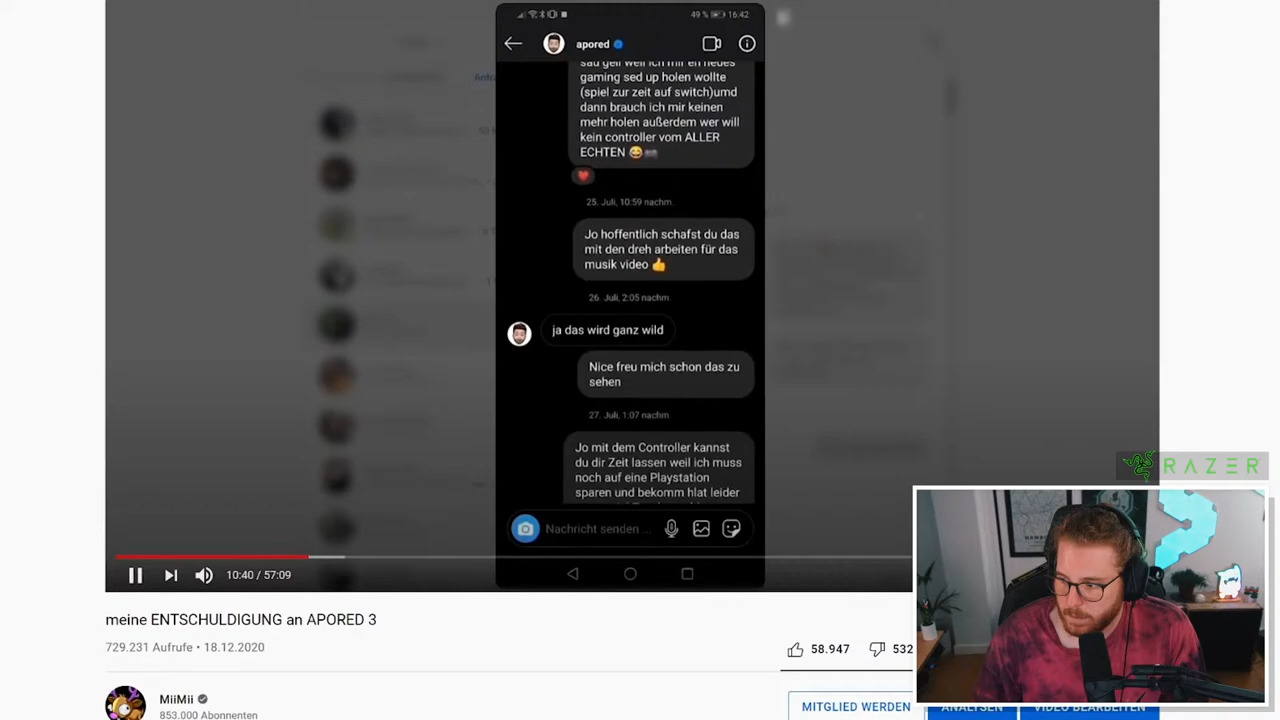 49 % 16:42
apored
sau geil weil ich mir en neues
gaming sed up holen wollte
(spiel zur zeit auf switch)umd
dann brauch ich mir keinen
mehr holen außerdem wer will
kein controller vom ALLER
ECHTEN 😂
25. Juli, 10:59 nachm.
Jo hoffentlich schafst du das
mit den dreh arbeiten für das
musik video 👍
26. Juli, 2:05 nachm.
ja das wird ganz wild
Nice freu mich schon das zu
sehen
27. Juli, 1:07 nachm.
Jo mit dem Controller kannst
du dir Zeit lassen weil ich muss
noch auf eine Playstation
sparen und bekomm hlat leider
Nachricht senden ...
RAZER
10:40 / 57:09
meine ENTSCHULDIGUNG an APORED 3
729.231 Aufrufe • 18.12.2020
58.947 532
MiiMii
853.000 Abonnenten
MITGLIED WERDEN
ANALYSEN
VIDEO BEARBEITEN